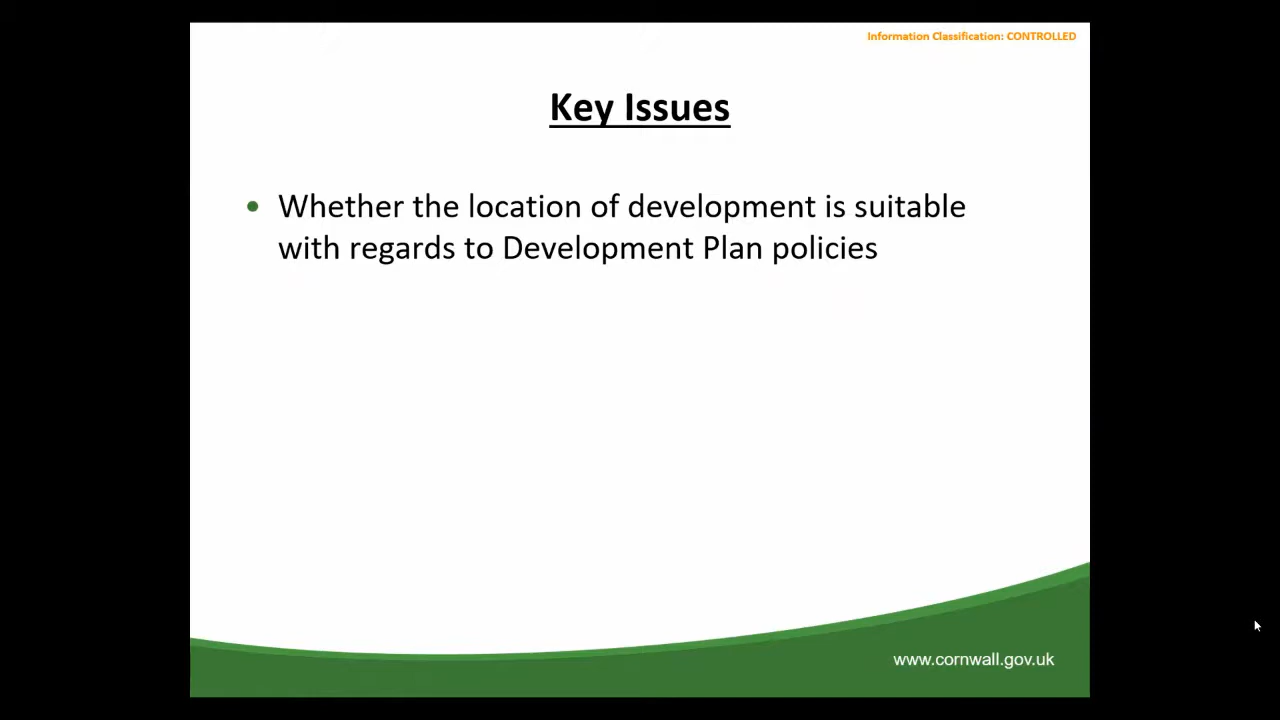 Information Classification: CONTROLLED
Key Issues
• Whether the location of development is suitable
with regards to Development Plan policies
www.cornwall.gov.uk